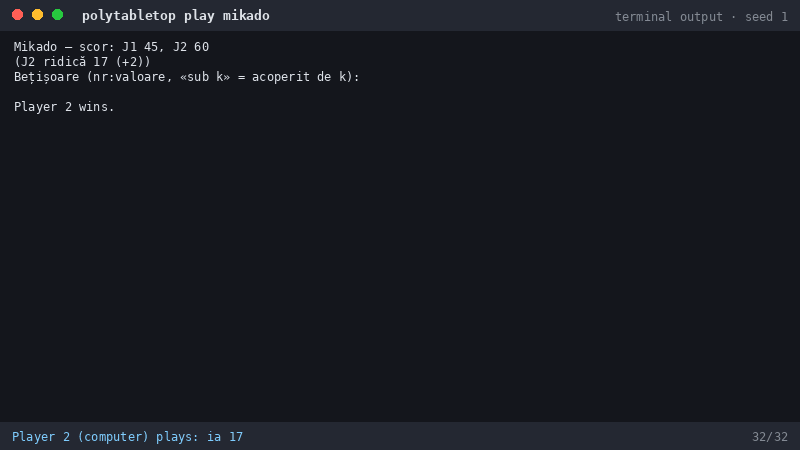 polytabletop play mikado
terminal output · seed 1
Mikado — scor: J1 45, J2 60
(J2 ridică 17 (+2))
Bețișoare (nr:valoare, «sub k» = acoperit de k):
Player 2 wins.
Player 2 (computer) plays: ia 17
32/32